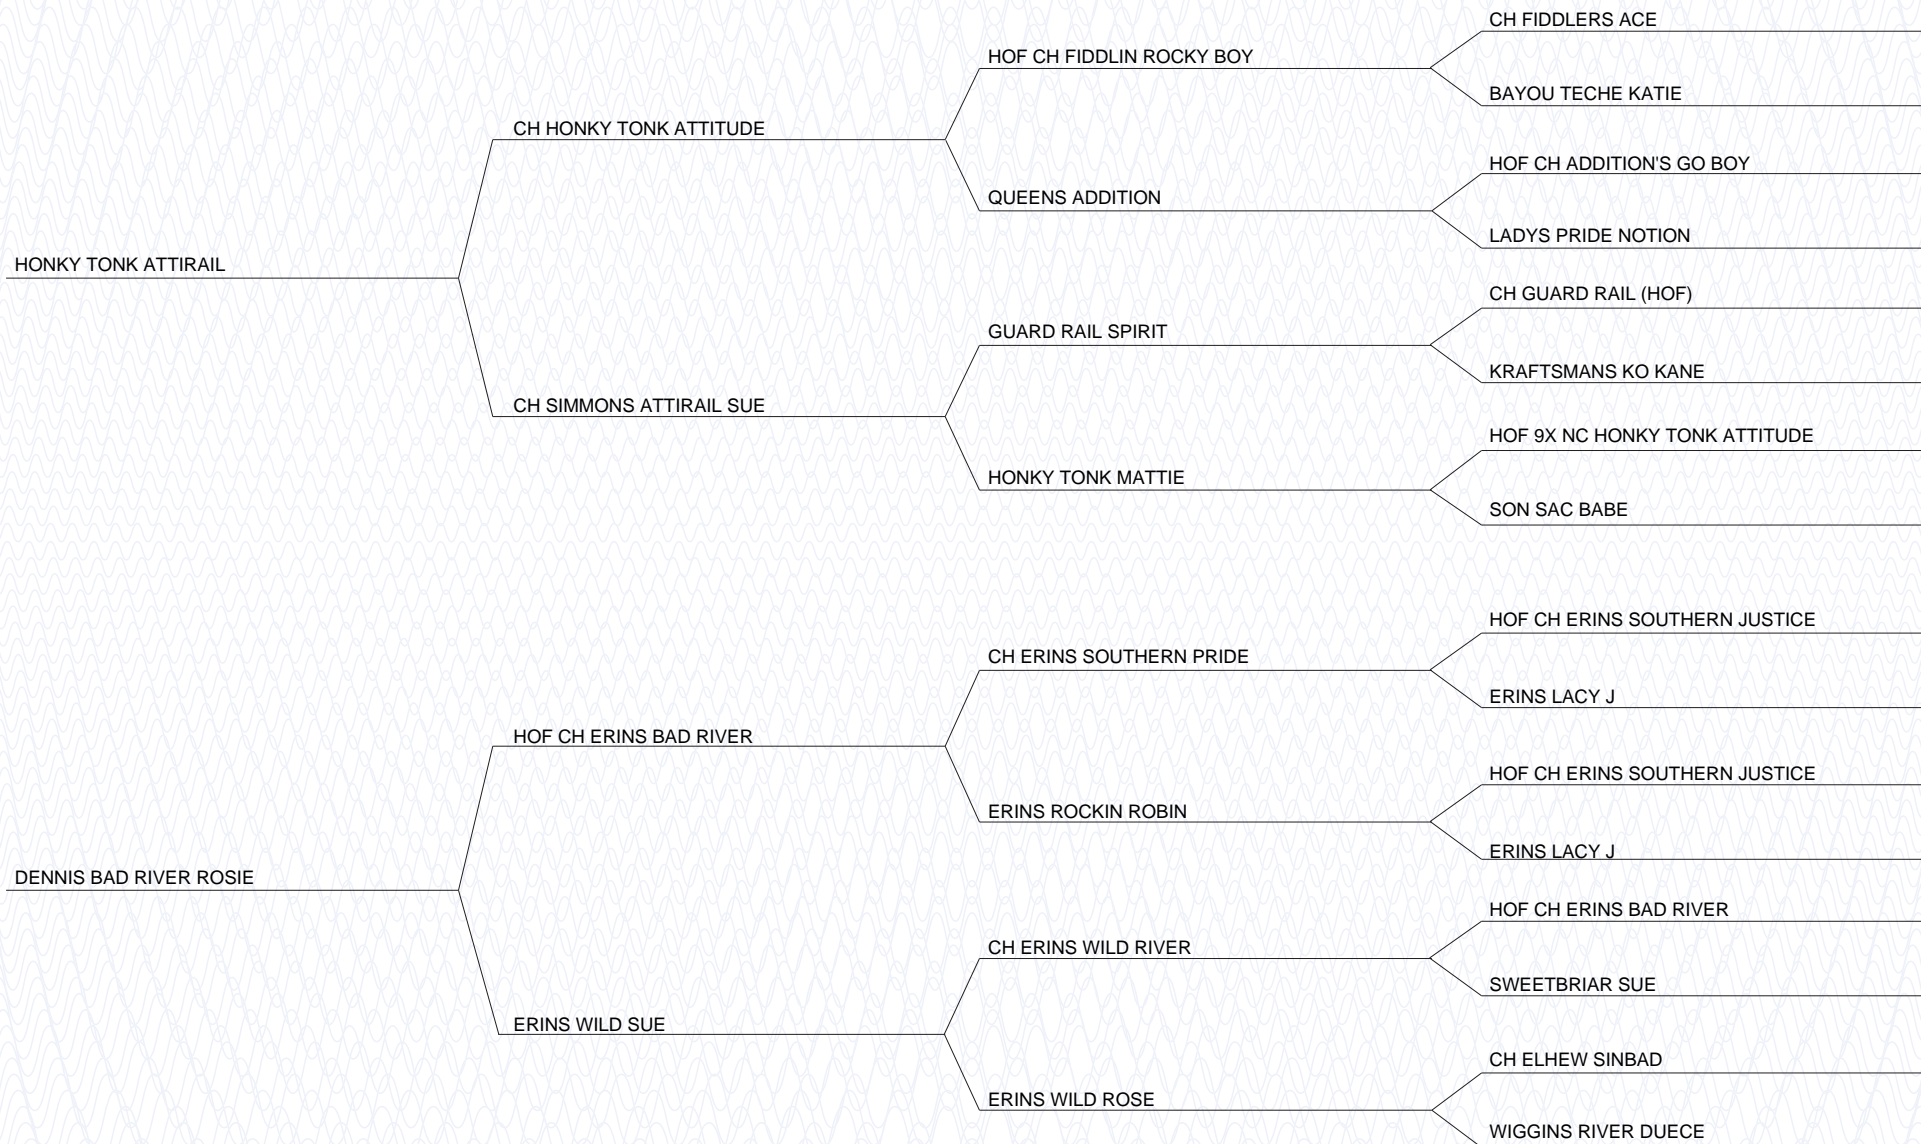 CH FIDDLERS ACE
HOF CH FIDDLIN ROCKY BOY
BAYOU TECHE KATIE
CH HONKY TONK ATTITUDE
HOF CH ADDITION'S GO BOY
QUEENS ADDITION
LADYS PRIDE NOTION
HONKY TONK ATTIRAIL
CH GUARD RAIL (HOF)
GUARD RAIL SPIRIT
KRAFTSMANS KO KANE
CH SIMMONS ATTIRAIL SUE
HOF 9X NC HONKY TONK ATTITUDE
HONKY TONK MATTIE
SON SAC BABE
HOF CH ERINS SOUTHERN JUSTICE
CH ERINS SOUTHERN PRIDE
ERINS LACY J
HOF CH ERINS BAD RIVER
HOF CH ERINS SOUTHERN JUSTICE
ERINS ROCKIN ROBIN
ERINS LACY J
DENNIS BAD RIVER ROSIE
HOF CH ERINS BAD RIVER
CH ERINS WILD RIVER
SWEETBRIAR SUE
ERINS WILD SUE
CH ELHEW SINBAD
ERINS WILD ROSE
WIGGINS RIVER DUECE